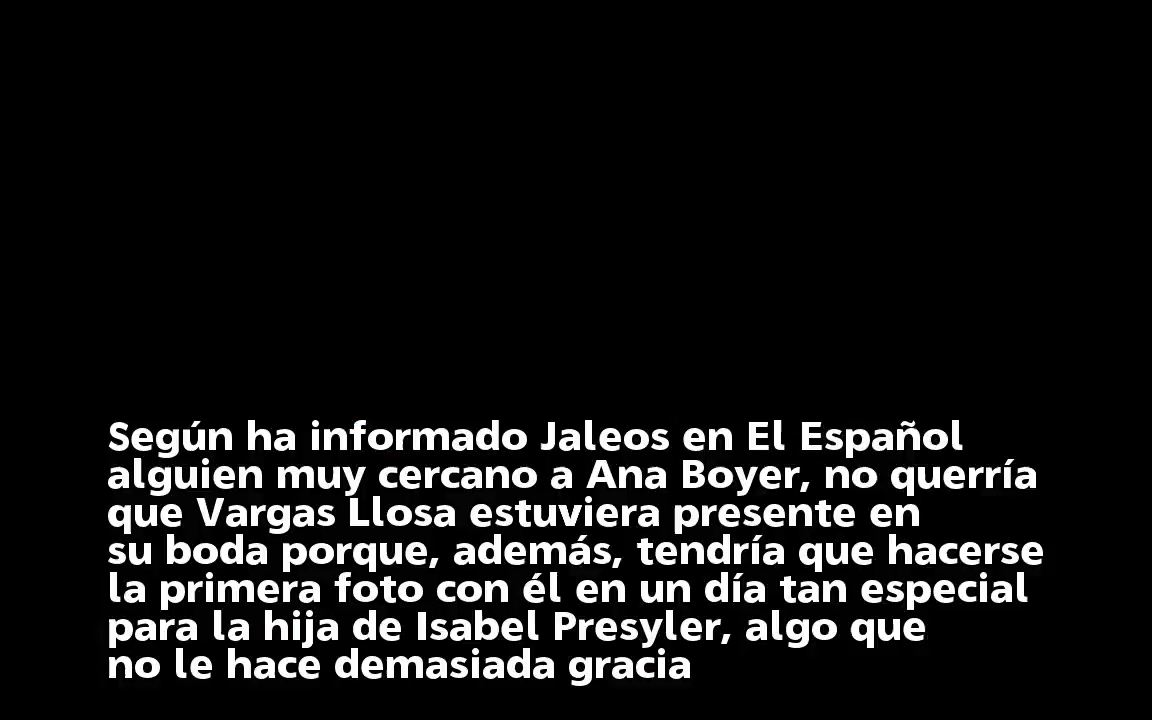 Según ha informado Jaleos en El Español
alguien muy cercano a Ana Boyer, no querría
que Vargas Llosa estuviera presente en
su boda porque, además, tendría que hacerse
la primera foto con él en un día tan especial
para la hija de Isabel Presyler, algo que
no le hace demasiada gracia